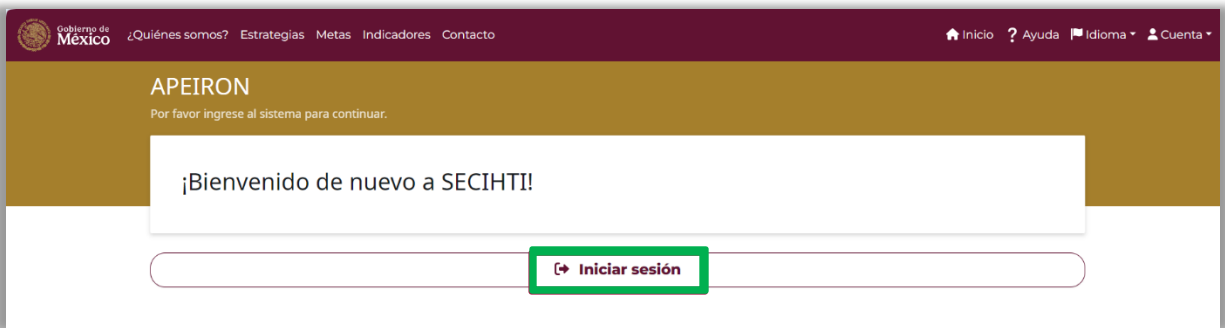 Gobierno de
México
¿Quiénes somos? Estrategias Metas Indicadores Contacto
Inicio ? Ayuda Idioma Cuenta
APEIRON
Por favor ingrese al sistema para continuar.
¡Bienvenido de nuevo a SECIHTI!
Iniciar sesión